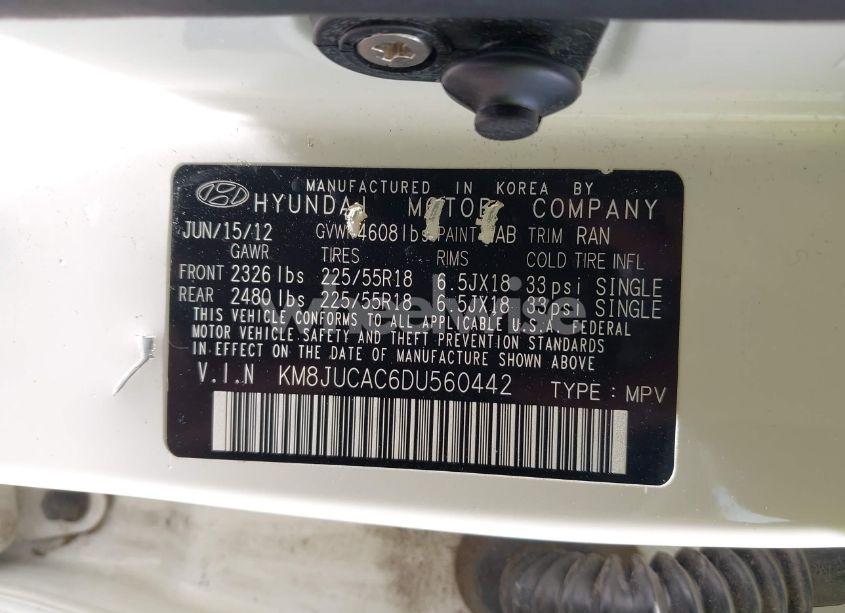 MANUFACTURED IN KOREA BY
HYUNDAI MOTOR COMPANY
JUN/15/12 GVWR 4608lbs PAINT AB TRIM RAN
GAWR TIRES RIMS COLD TIRE INFL
FRONT 2326lbs 225/55R18 6.5JX18 33psi SINGLE
REAR 2480lbs 225/55R18 6.5JX18 33psi SINGLE
THIS VEHICLE CONFORMS TO ALL APPLICABLE U.S. FEDERAL
MOTOR VEHICLE SAFETY AND THEFT PREVENTION STANDARDS
IN EFFECT ON THE DATE OF MANUFACTURE SHOWN ABOVE
V.I.N KM8JUCAC6DU560442 TYPE : MPV
wheelwise